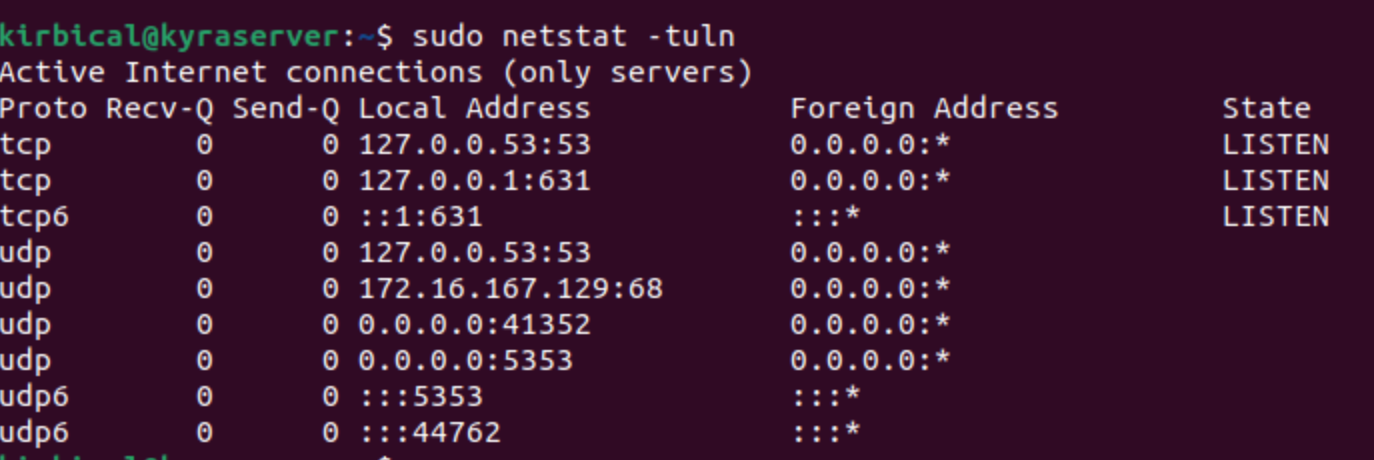 kirbical@kyraserver:~$ sudo netstat -tuln
Active Internet connections (only servers)
Proto Recv-Q Send-Q Local Address           Foreign Address         State
tcp        0      0 127.0.0.53:53           0.0.0.0:*               LISTEN
tcp        0      0 127.0.0.1:631           0.0.0.0:*               LISTEN
tcp6       0      0 ::1:631                 :::*                    LISTEN
udp        0      0 127.0.0.53:53           0.0.0.0:*
udp        0      0 172.16.167.129:68       0.0.0.0:*
udp        0      0 0.0.0.0:41352           0.0.0.0:*
udp        0      0 0.0.0.0:5353            0.0.0.0:*
udp6       0      0 :::5353                 :::*
udp6       0      0 :::44762                :::*